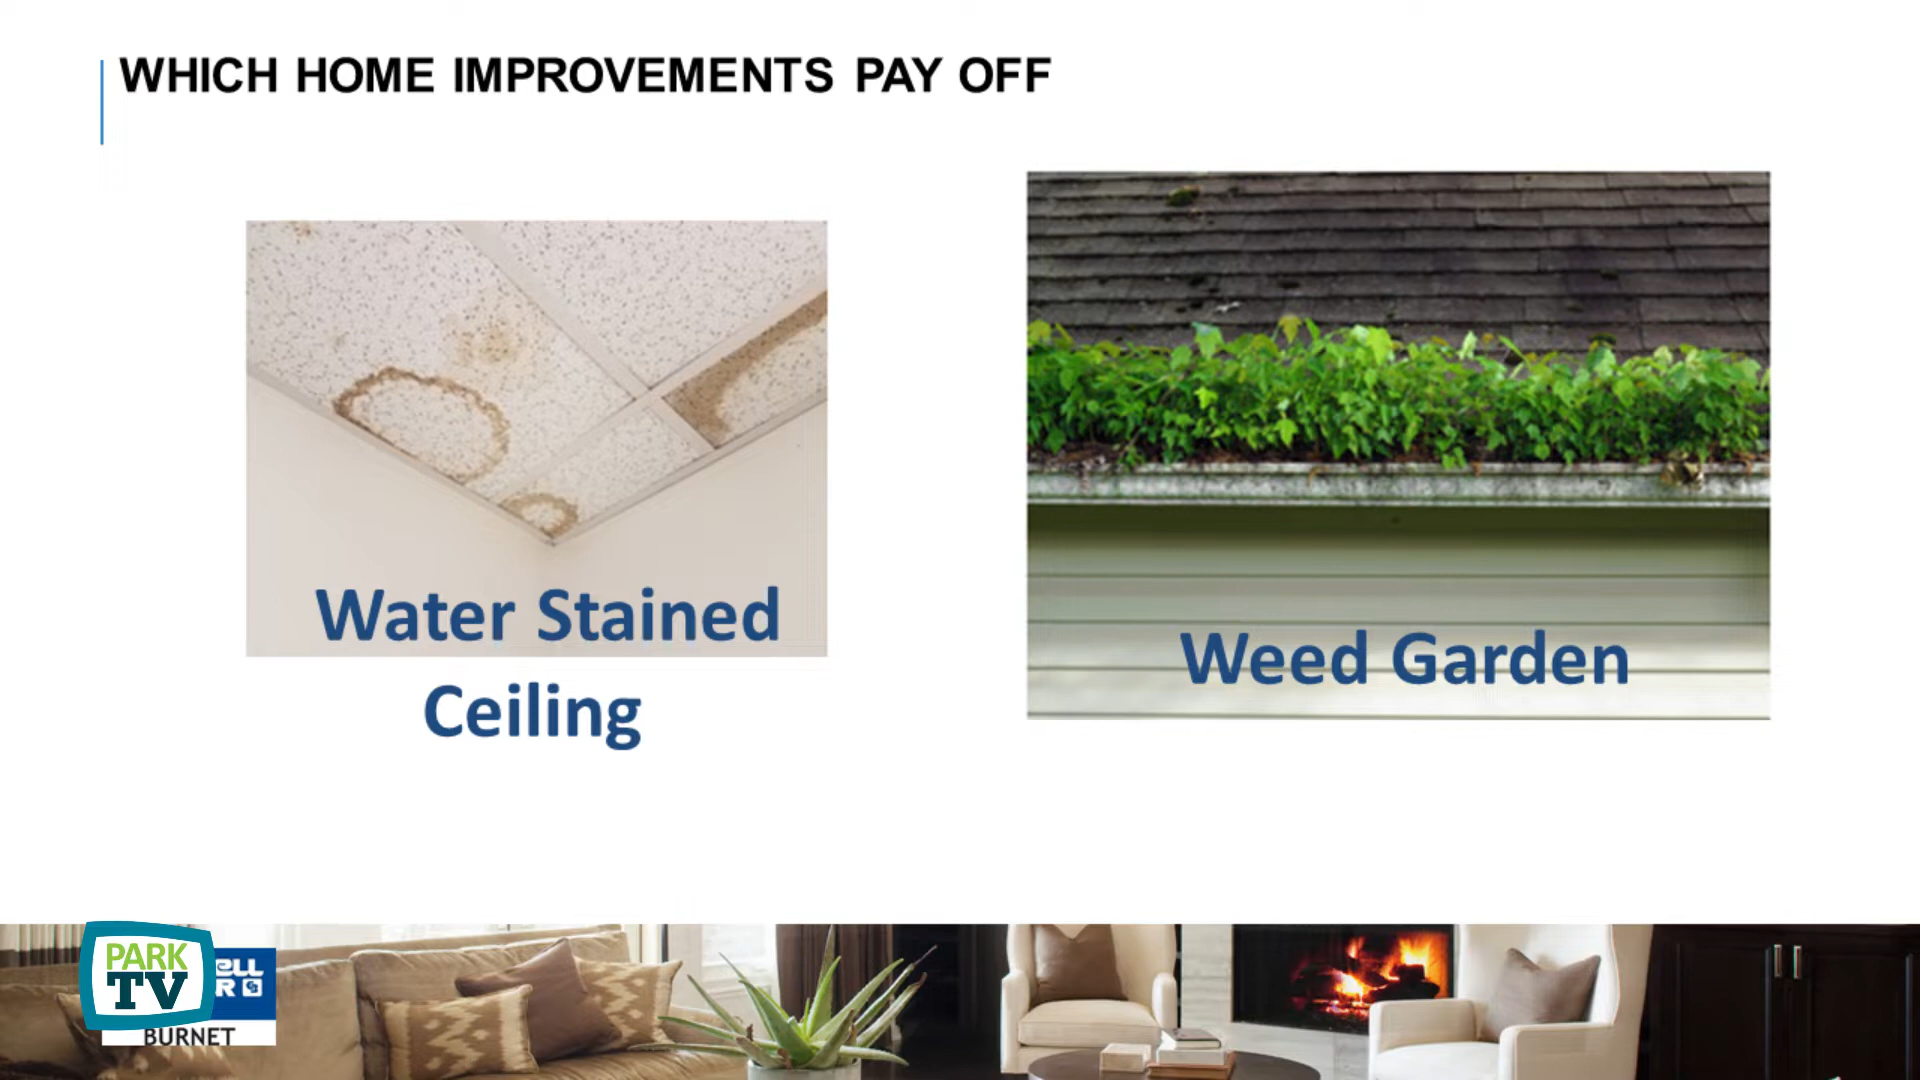 WHICH HOME IMPROVEMENTS PAY OFF
Water Stained
Ceiling
Weed Garden
PARK
TV
BURNET